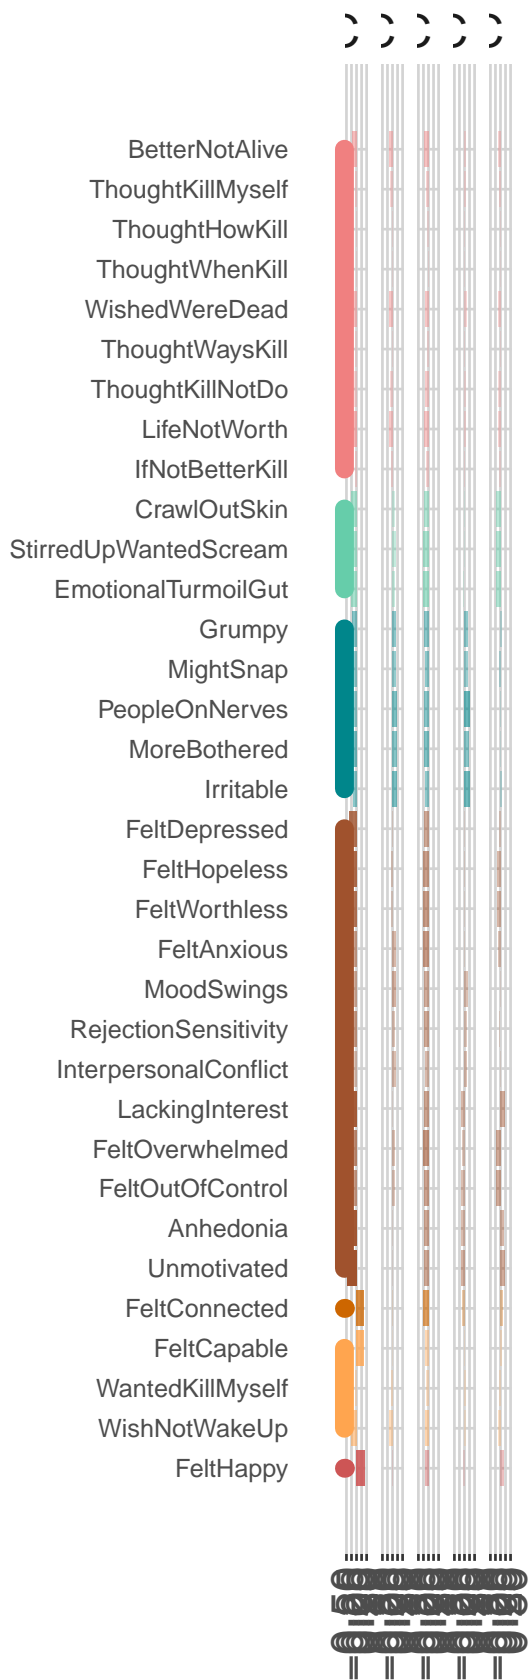 BetterNotAlive
ThoughtKillMyself
ThoughtHowKill
ThoughtWhenKill
WishedWereDead
ThoughtWaysKill
ThoughtKillNotDo
LifeNotWorth
IfNotBetterKill
CrawlOutSkin
StirredUpWantedScream
EmotionalTurmoilGut
Grumpy
MightSnap
PeopleOnNerves
MoreBothered
Irritable
FeltDepressed
FeltHopeless
FeltWorthless
FeltAnxious
MoodSwings
RejectionSensitivity
InterpersonalConflict
LackingInterest
FeltOverwhelmed
FeltOutOfControl
Anhedonia
Unmotivated
FeltConnected
FeltCapable
WantedKillMyself
WishNotWakeUp
FeltHappy